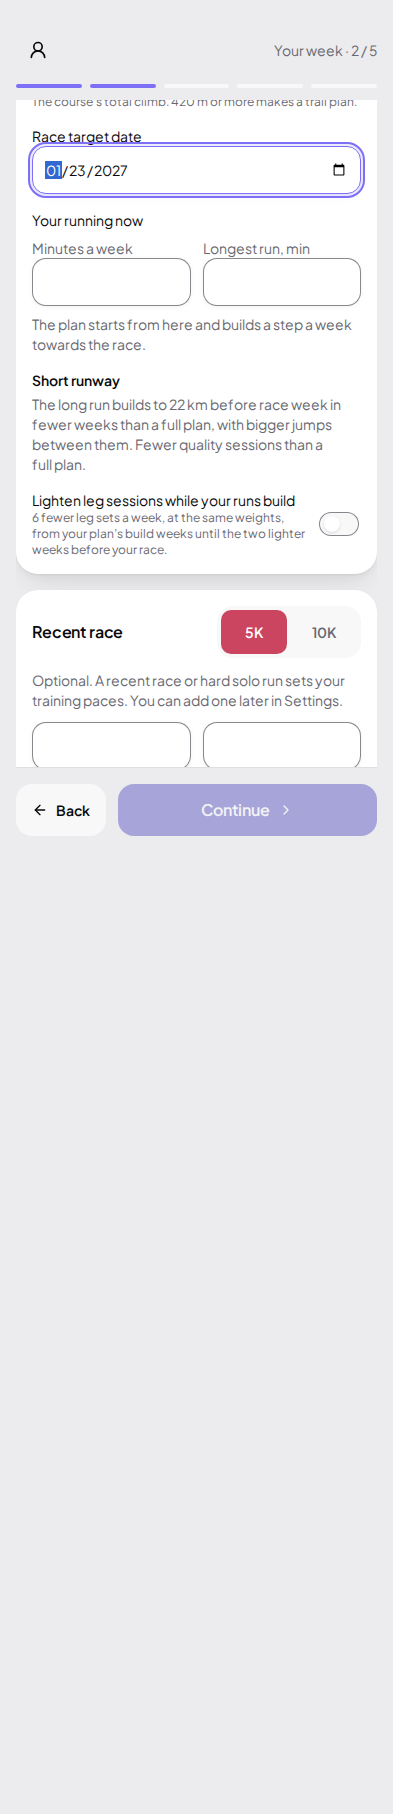 Your week · 2 / 5
The course's total climb. 420 m or more makes a trail plan.
Race target date
01/23/2027
Your running now
Minutes a week
Longest run, min
The plan starts from here and builds a step a week
towards the race.
Short runway
The long run builds to 22 km before race week in
fewer weeks than a full plan, with bigger jumps
between them. Fewer quality sessions than a
full plan.
Lighten leg sessions while your runs build
6 fewer leg sets a week, at the same weights,
from your plan's build weeks until the two lighter
weeks before your race.
Recent race
5K
10K
Optional. A recent race or hard solo run sets your
training paces. You can add one later in Settings.
Back
Continue